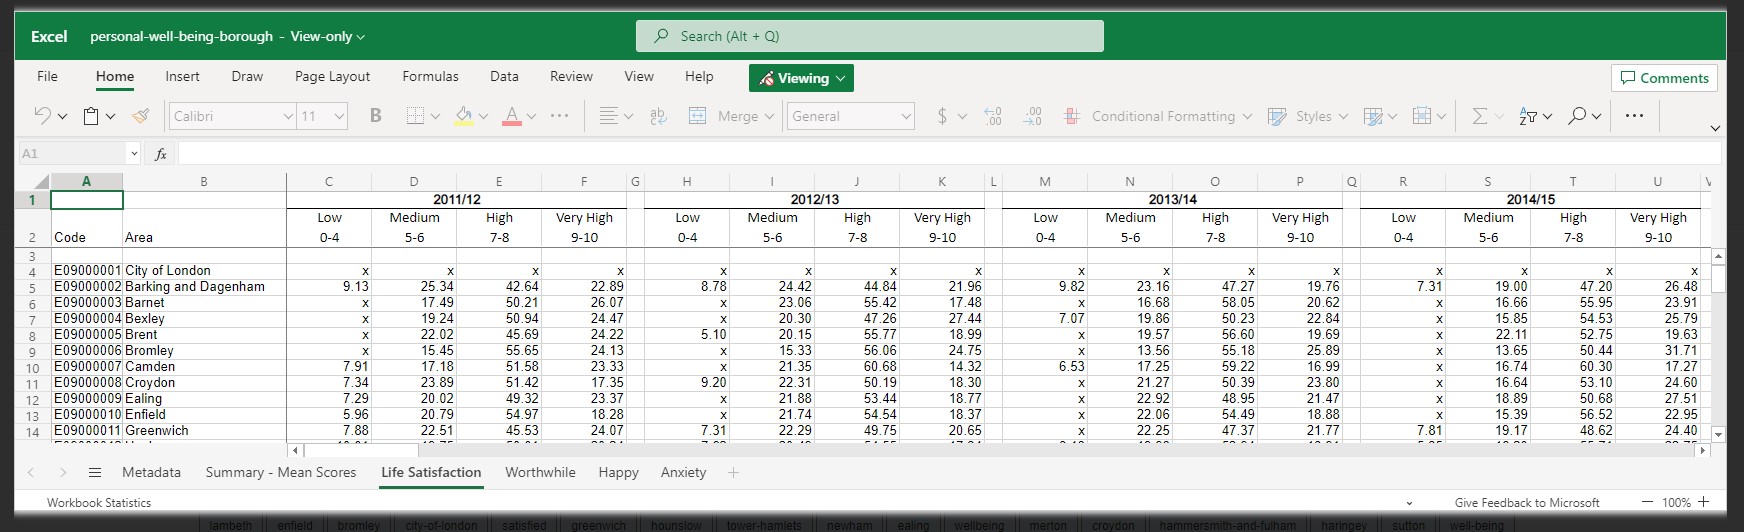 Excel personal-well-being-borough - View-only Search (Alt + Q)
File Home Insert Draw Page Layout Formulas Data Review View Help Viewing Comments
Calibri 11 B A ab Merge General $ .00 .00 Conditional Formatting Styles
A1 fx
A B C D E F G H I J K L M N O P Q R S T U V
1 2011/12 2012/13 2013/14 2014/15
Low Medium High Very High Low Medium High Very High Low Medium High Very High Low Medium High Very High
2 Code Area 0-4 5-6 7-8 9-10 0-4 5-6 7-8 9-10 0-4 5-6 7-8 9-10 0-4 5-6 7-8 9-10
3
4 E09000001 City of London x x x x x x x x x x x x x x x x
5 E09000002 Barking and Dagenham 9.13 25.34 42.64 22.89 8.78 24.42 44.84 21.96 9.82 23.16 47.27 19.76 7.31 19.00 47.20 26.48
6 E09000003 Barnet x 17.49 50.21 26.07 x 23.06 55.42 17.48 x 16.68 58.05 20.62 x 16.66 55.95 23.91
7 E09000004 Bexley x 19.24 50.94 24.47 x 20.30 47.26 27.44 7.07 19.86 50.23 22.84 x 15.85 54.53 25.79
8 E09000005 Brent x 22.02 45.69 24.22 5.10 20.15 55.77 18.99 x 19.57 56.60 19.69 x 22.11 52.75 19.63
9 E09000006 Bromley x 15.45 55.65 24.13 x 15.33 56.06 24.75 x 13.56 55.18 25.89 x 13.65 50.44 31.71
10 E09000007 Camden 7.91 17.18 51.58 23.33 x 21.35 60.68 14.32 6.53 17.25 59.22 16.99 x 16.74 60.30 17.27
11 E09000008 Croydon 7.34 23.89 51.42 17.35 9.20 22.31 50.19 18.30 x 21.27 50.39 23.80 x 16.64 53.10 24.60
12 E09000009 Ealing 7.29 20.02 49.32 23.37 x 21.88 53.44 18.77 x 22.92 48.95 21.47 x 18.89 50.68 27.51
13 E09000010 Enfield 5.96 20.79 54.97 18.28 x 21.74 54.54 18.37 x 22.06 54.49 18.88 x 15.39 56.52 22.95
14 E09000011 Greenwich 7.88 22.51 45.53 24.07 7.31 22.29 49.75 20.65 x 22.25 47.37 21.77 7.81 19.17 48.62 24.40
Metadata Summary - Mean Scores Life Satisfaction Worthwhile Happy Anxiety
Workbook Statistics Give Feedback to Microsoft 100%
lambeth enfield bromley city-of-london satisfied greenwich hounslow tower-hamlets newham ealing wellbeing merton croydon hammersmith-and-fulham haringey sutton well-being